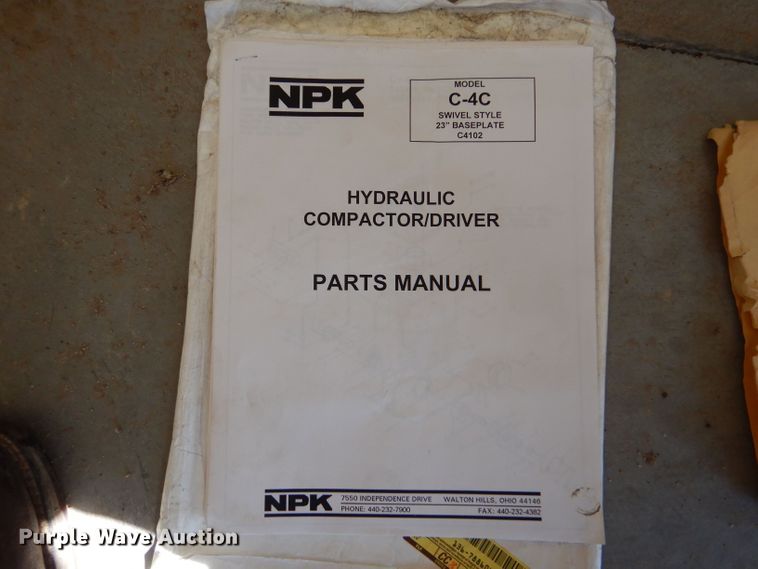 NPK
MODEL
C-4C
SWIVEL STYLE
23" BASEPLATE
C4102
HYDRAULIC
COMPACTOR/DRIVER
PARTS MANUAL
NPK
7550 INDEPENDENCE DRIVE WALTON HILLS, OHIO 44146
PHONE: 440-232-7900 FAX: 440-232-4382
Purple Wave Auction